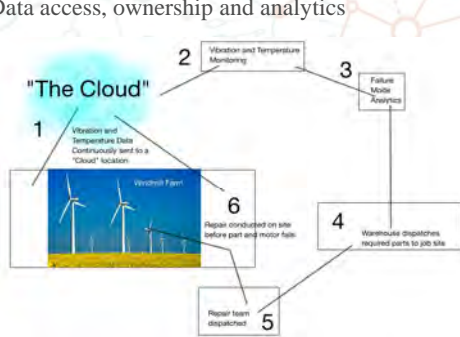 Data access, ownership and analytics
2
Vibration and Temperature
Monitoring
3
Failure
Mode
Analytics
"The Cloud"
1
Vibration and
Temperature Data
Continuously sent to a
"Cloud" location
Windmill Farm
6
Repair conducted on site
before part and motor fails
4
Warehouse dispatches
required parts to job site
Repair team
dispatched
5